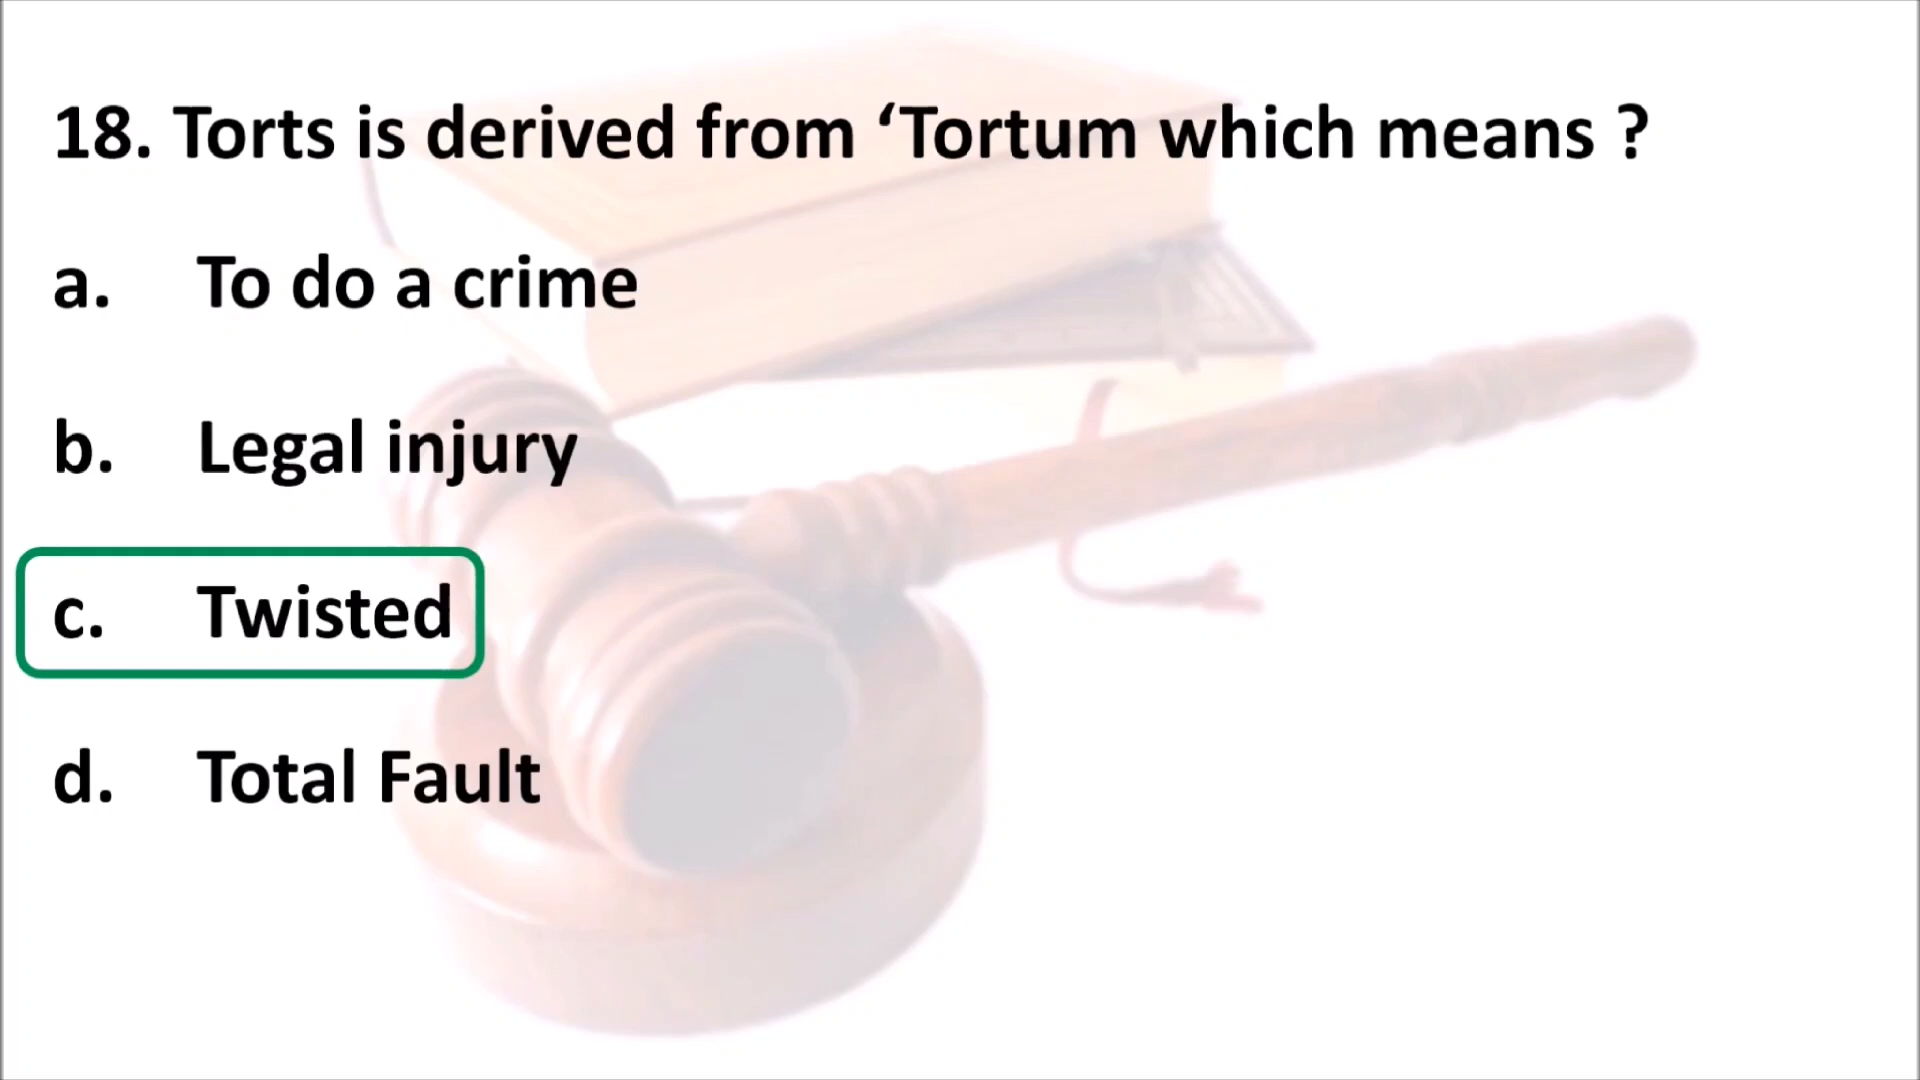 18. Torts is derived from ‘Tortum which means ?
a. To do a crime
b. Legal injury
c. Twisted
d. Total Fault